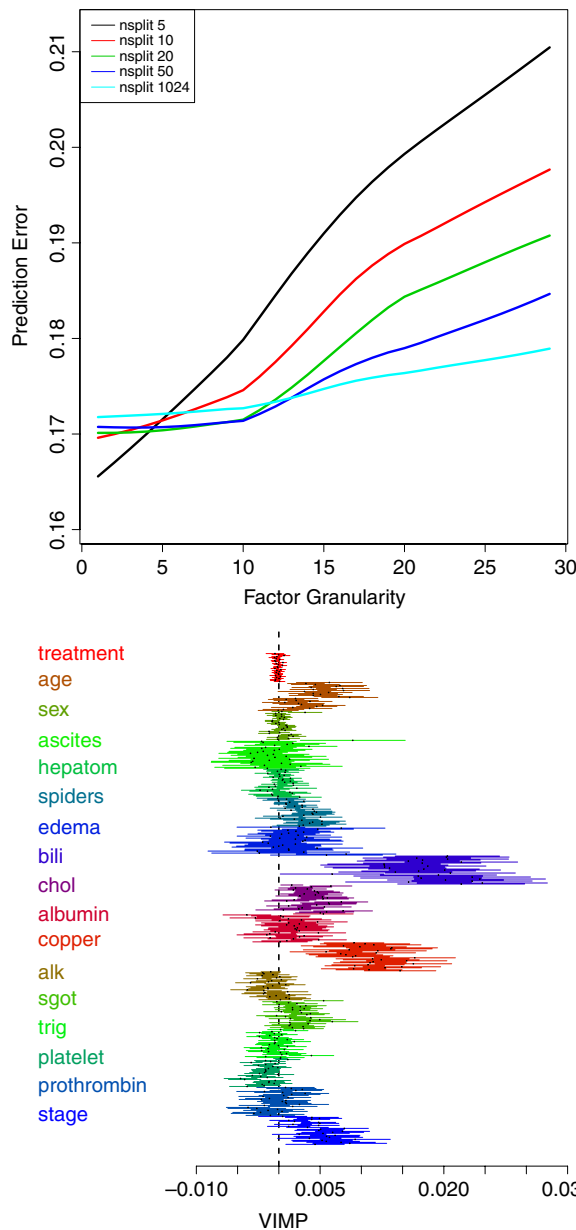 nsplit 5
nsplit 10
nsplit 20
nsplit 50
nsplit 1024
0.21
0.20
0.19
0.18
0.17
0.16
Prediction Error
0 5 10 15 20 25 30
Factor Granularity
treatment
age
sex
ascites
hepatom
spiders
edema
bili
chol
albumin
copper
alk
sgot
trig
platelet
prothrombin
stage
−0.010 0.005 0.020 0.03
VIMP